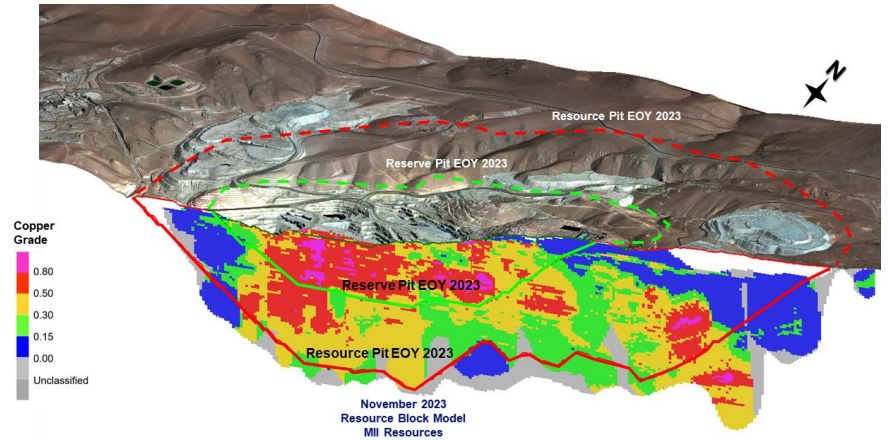 N
Resource Pit EOY 2023
Reserve Pit EOY 2023
Copper
Grade
0.80
0.50
0.30
0.15
0.00
Unclassified
Reserve Pit EOY 2023
Resource Pit EOY 2023
November 2023
Resource Block Model
MII Resources